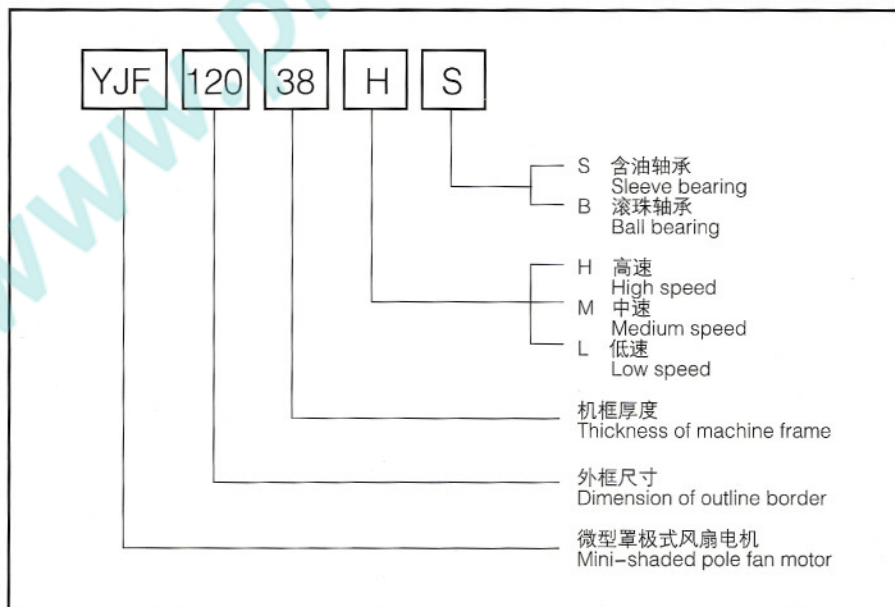 YJF 120 38 H S
S 含油轴承
Sleeve bearing
B 滚珠轴承
Ball bearing
H 高速
High speed
M 中速
Medium speed
L 低速
Low speed
机框厚度
Thickness of machine frame
外框尺寸
Dimension of outline border
微型罩极式风扇电机
Mini-shaded pole fan motor